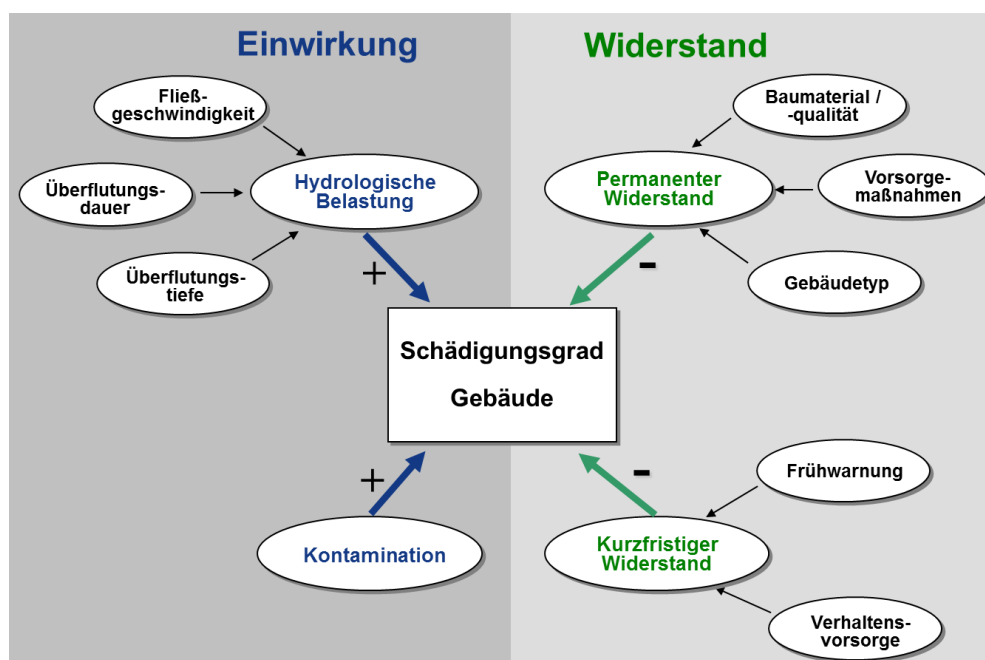 Einwirkung
Widerstand
Fließ-
geschwindigkeit
Überflutungs-
dauer
Überflutungs-
tiefe
Hydrologische
Belastung
+
Baumaterial /
-qualität
Permanenter
Widerstand
Vorsorge-
maßnahmen
Gebäudetyp
-
Schädigungsgrad
Gebäude
+
Kontamination
-
Kurzfristiger
Widerstand
Frühwarnung
Verhaltens-
vorsorge